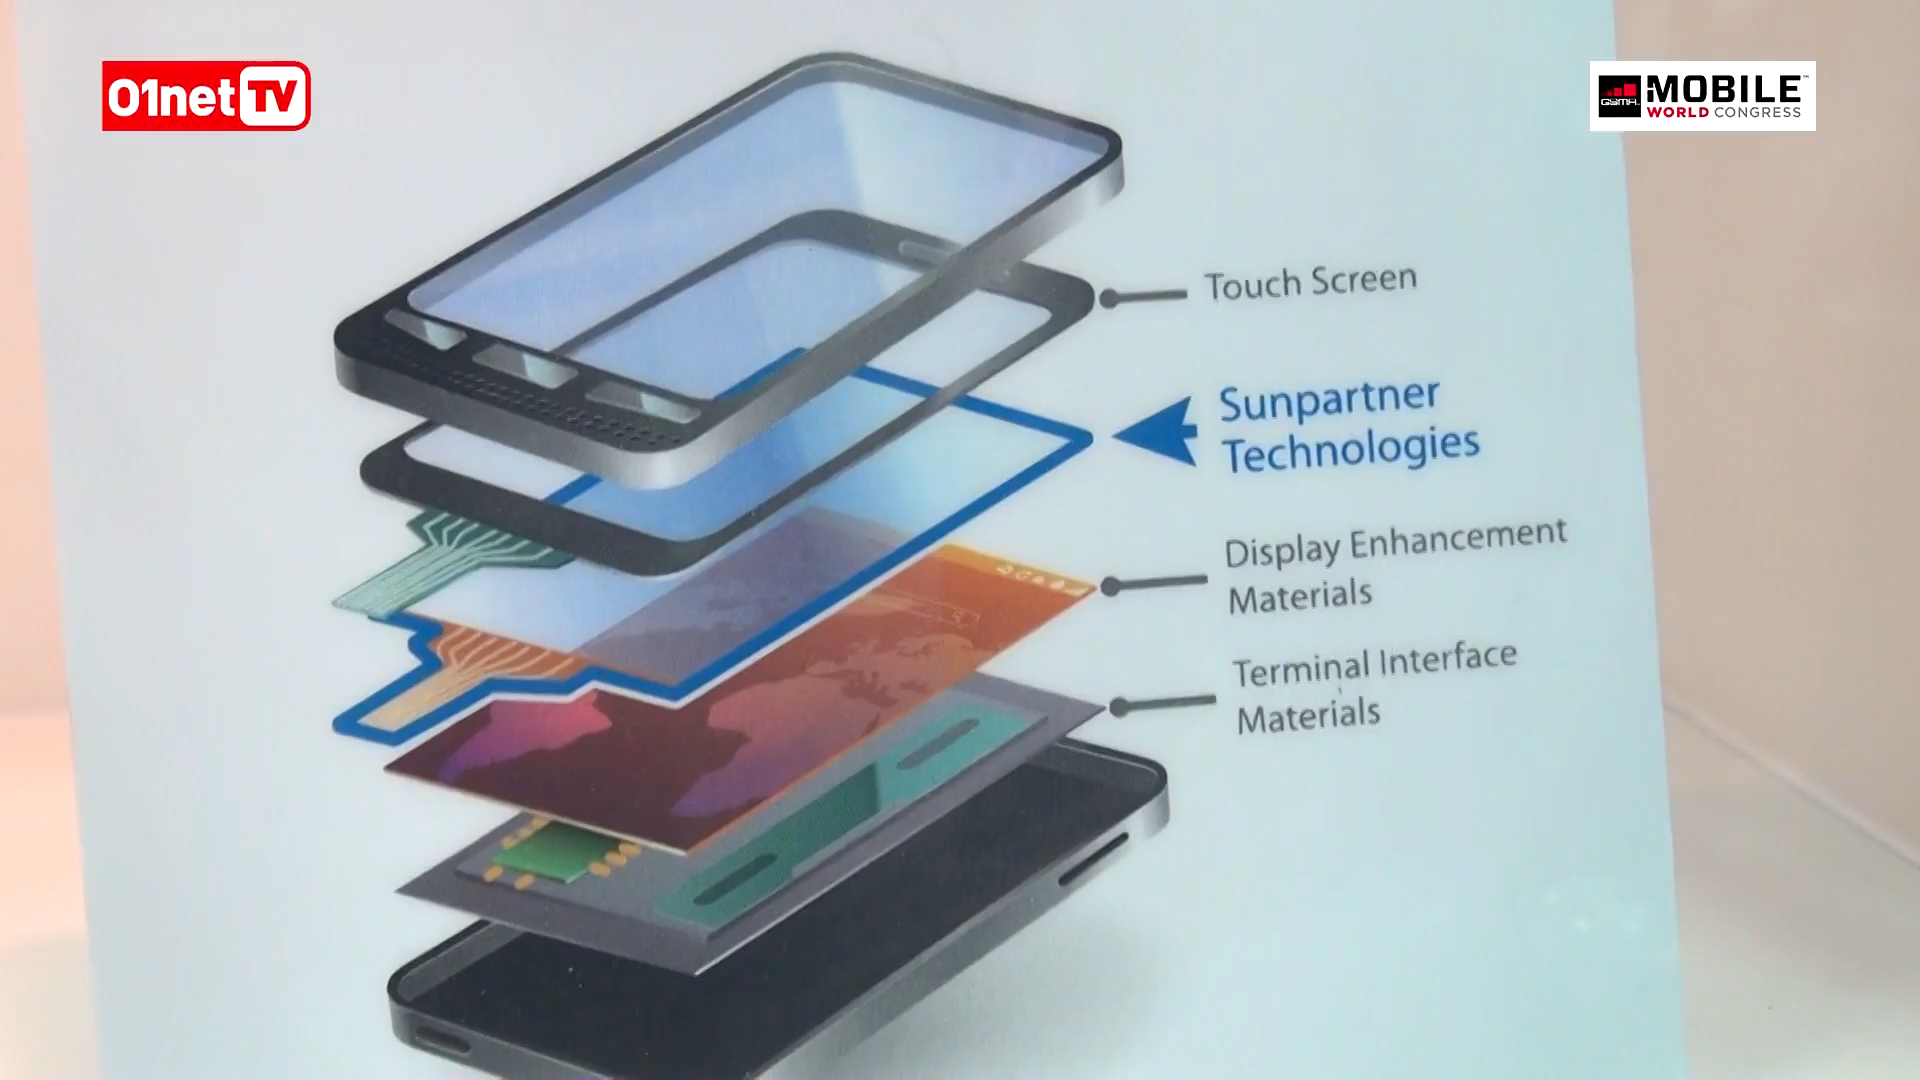 01net TV
GSMA
MOBILE
WORLD CONGRESS
Touch Screen
Sunpartner
Technologies
Display Enhancement
Materials
Terminal Interface
Materials